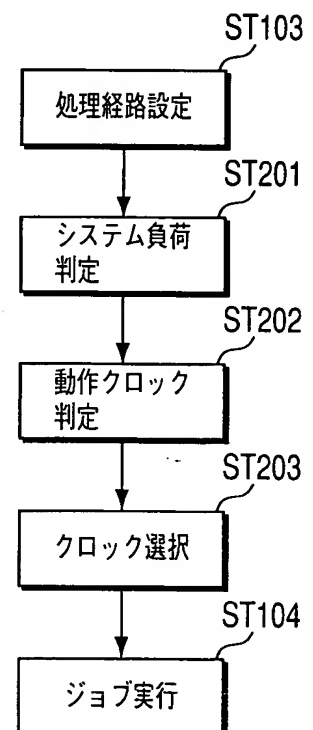 ST103
処理経路設定
ST201
システム負荷
判定
ST202
動作クロック
判定
ST203
クロック選択
ST104
ジョブ実行